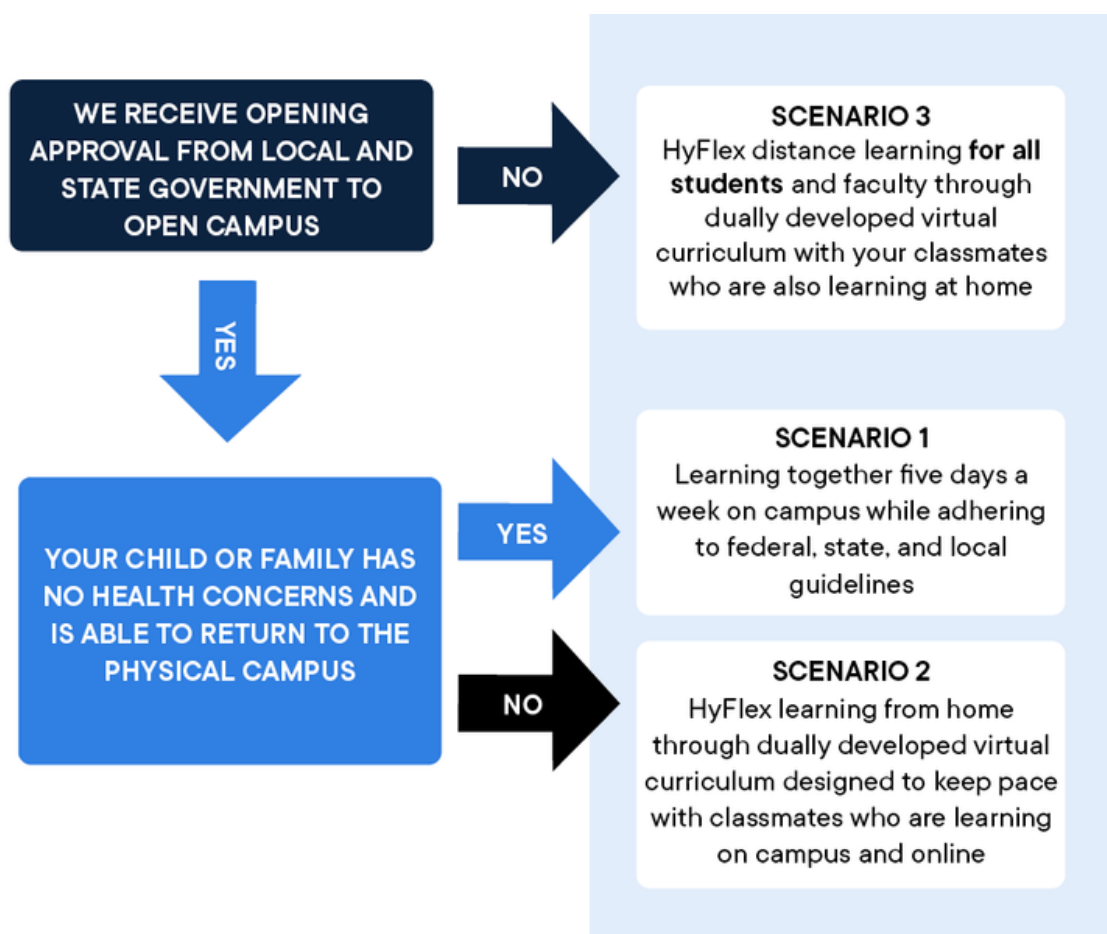 WE RECEIVE OPENING
APPROVAL FROM LOCAL AND
STATE GOVERNMENT TO
OPEN CAMPUS
NO
SCENARIO 3
HyFlex distance learning for all
students and faculty through
dually developed virtual
curriculum with your classmates
who are also learning at home
YES
YOUR CHILD OR FAMILY HAS
NO HEALTH CONCERNS AND
IS ABLE TO RETURN TO THE
PHYSICAL CAMPUS
YES
SCENARIO 1
Learning together five days a
week on campus while adhering
to federal, state, and local
guidelines
NO
SCENARIO 2
HyFlex learning from home
through dually developed virtual
curriculum designed to keep pace
with classmates who are learning
on campus and online